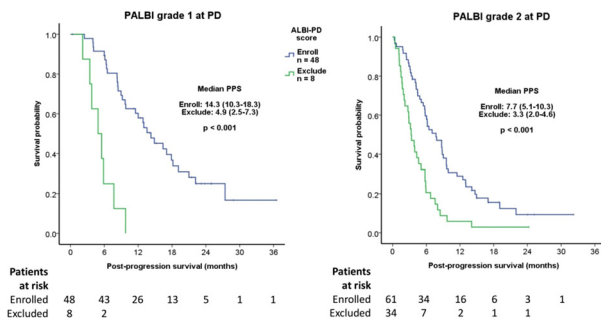 PALBI grade 1 at PD
ALBI-PD
score
Enroll
n = 48
Exclude
n = 8
Median PPS
Enroll: 14.3 (10.3-18.3)
Exclude: 4.9 (2.5-7.3)
p < 0.001
Survival probability
1.0
0.8
0.6
0.4
0.2
0.0
0 6 12 18 24 30 36
Post-progression survival (months)
Patients
at risk
Enrolled 48 43 26 13 5 1 1
Excluded 8 2
PALBI grade 2 at PD
Median PPS
Enroll: 7.7 (5.1-10.3)
Exclude: 3.3 (2.0-4.6)
p < 0.001
Survival probability
1.0
0.8
0.6
0.4
0.2
0.0
0 6 12 18 24 30 36
Post-progression survival (months)
Patients
at risk
Enrolled 61 34 16 6 3 1
Excluded 34 7 2 1 1